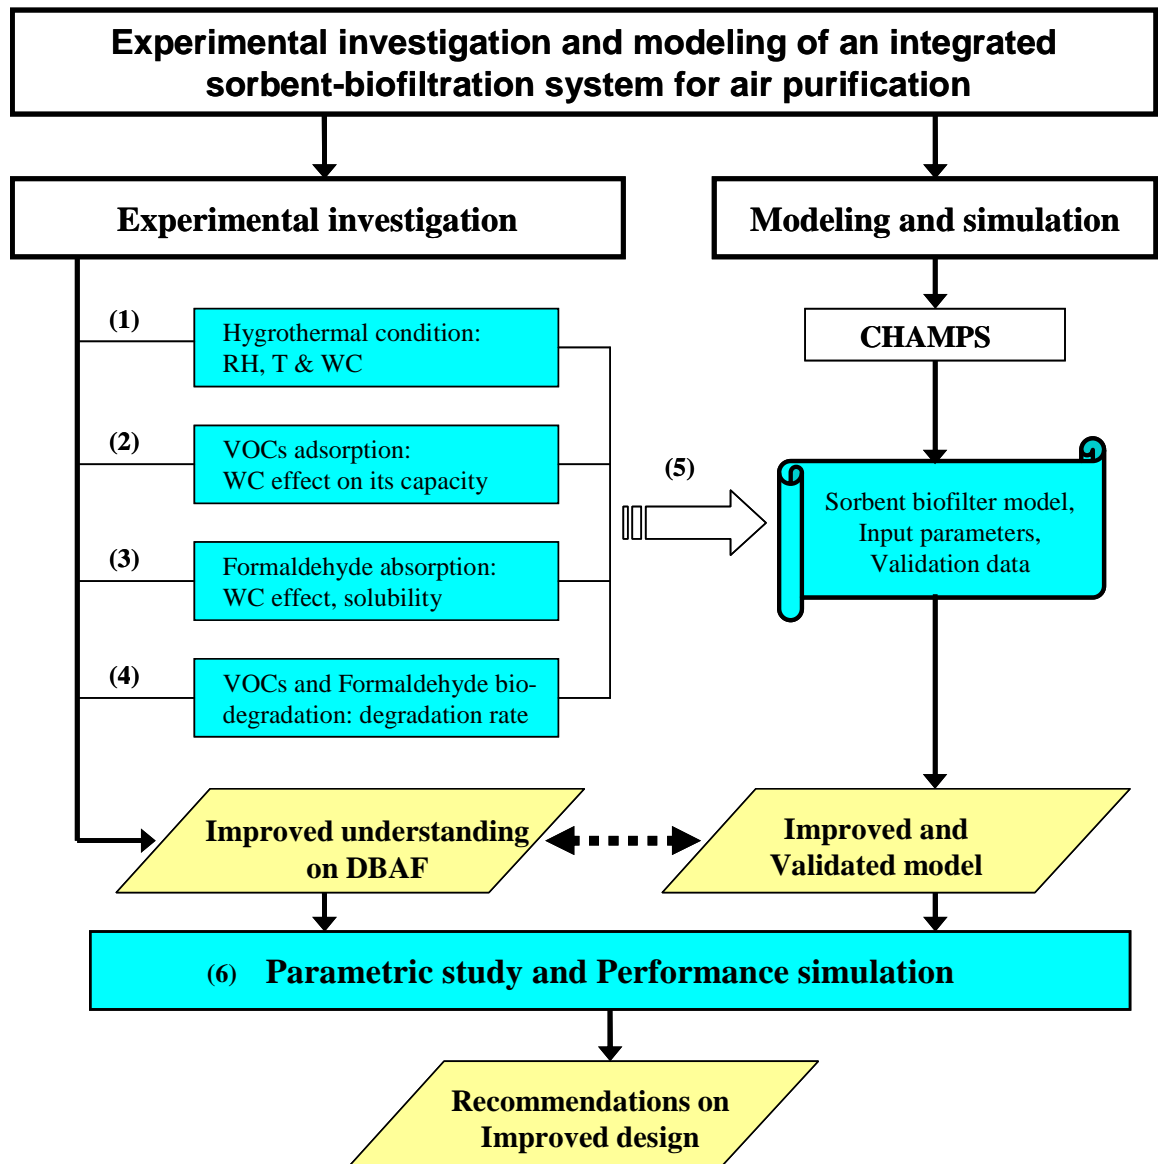 Experimental investigation and modeling of an integrated
sorbent-biofiltration system for air purification
Experimental investigation
Modeling and simulation
(1)
Hygrothermal condition:
RH, T & WC
(2)
VOCs adsorption:
WC effect on its capacity
(3)
Formaldehyde absorption:
WC effect, solubility
(4)
VOCs and Formaldehyde bio-
degradation: degradation rate
(5)
CHAMPS
Sorbent biofilter model,
Input parameters,
Validation data
Improved understanding
on DBAF
Improved and
Validated model
(6) Parametric study and Performance simulation
Recommendations on
Improved design